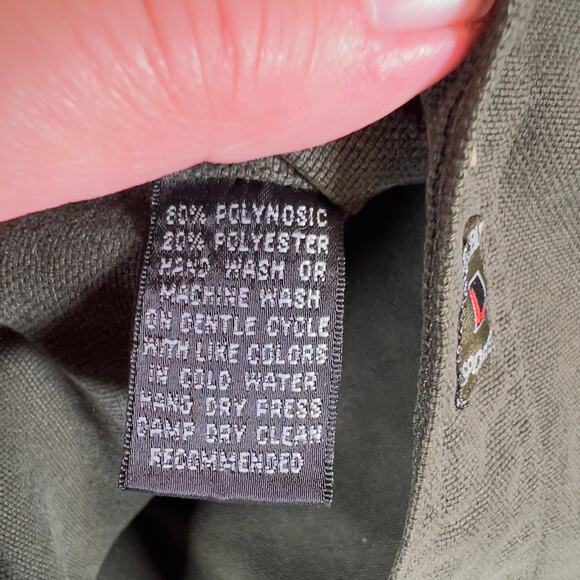 80% POLYNOSIC
20% POLYESTER
HAND WASH OR
MACHINE WASH
ON GENTLE CYCLE
WITH LIKE COLORS
IN COLD WATER
HANG DRY PRESS
DAMP DRY CLEAN
RECOMMENDED